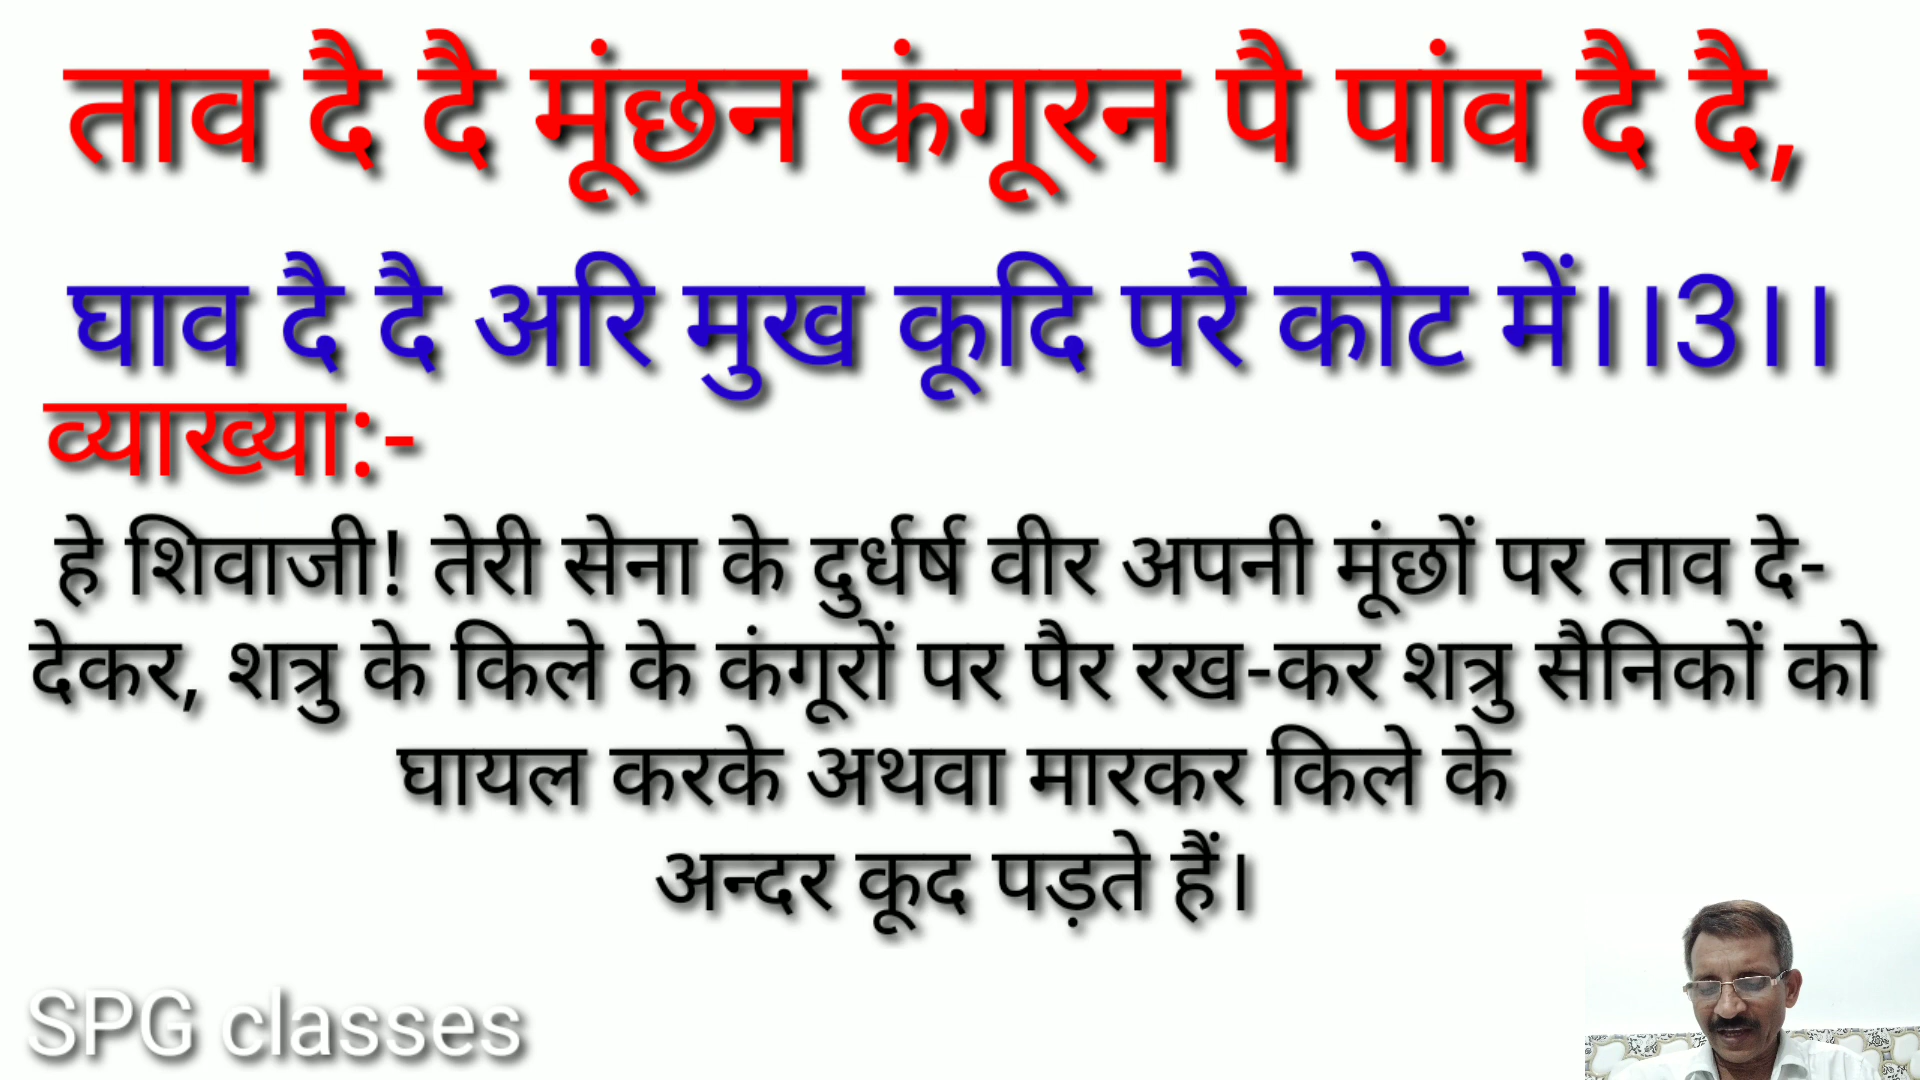 ताव दै दै मूंछन कंगूरन पै पांव दै दै,
घाव दै दै अरि मुख कूदि परै कोट में।।3।।
व्याख्या:-
हे शिवाजी! तेरी सेना के दुर्धर्ष वीर अपनी मूंछों पर ताव दे-
देकर, शत्रु के किले के कंगूरों पर पैर रख-कर शत्रु सैनिकों को
घायल करके अथवा मारकर किले के
अन्दर कूद पड़ते हैं।
SPG classes